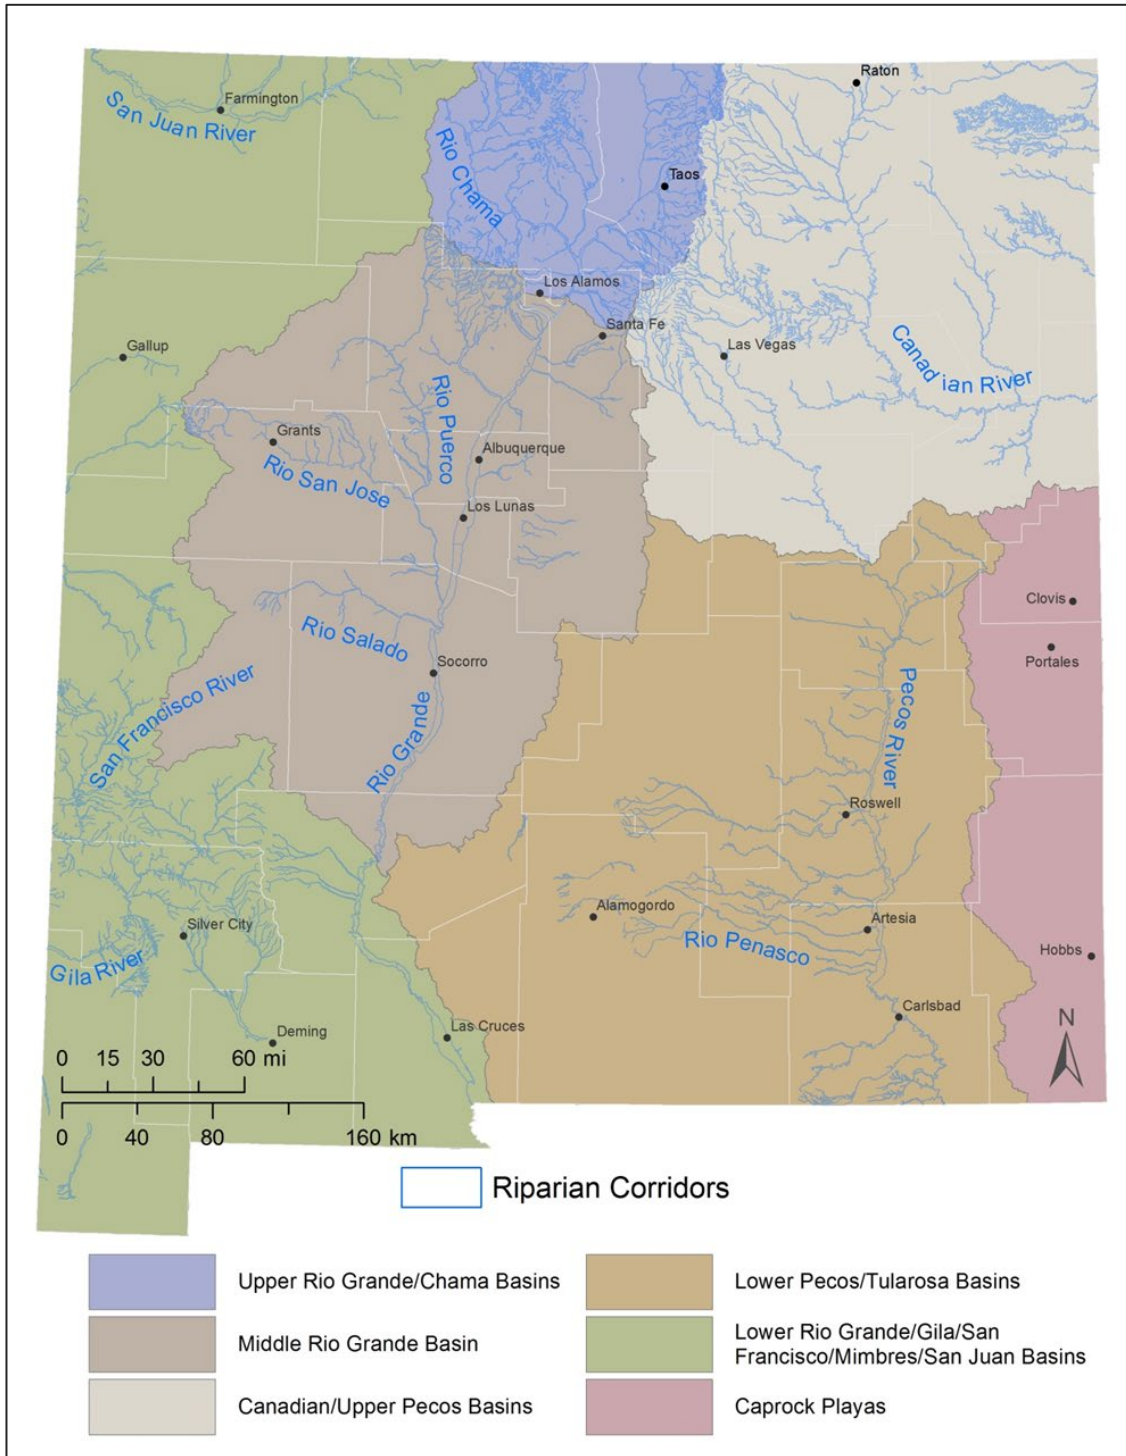 Raton
Farmington
San Juan River
Rio Chama
Taos
Los Alamos
Santa Fe
Gallup
Las Vegas
Canadian River
Rio Puerco
Grants
Albuquerque
Rio San Jose
Los Lunas
Clovis
Rio Salado
Portales
Socorro
San Francisco River
Pecos River
Rio Grande
Roswell
Alamogordo
Silver City
Artesia
Rio Penasco
Gila River
Hobbs
Carlsbad
N
Deming
Las Cruces
0 15 30 60 mi
0 40 80 160 km
Riparian Corridors
Upper Rio Grande/Chama Basins
Middle Rio Grande Basin
Canadian/Upper Pecos Basins
Lower Pecos/Tularosa Basins
Lower Rio Grande/Gila/San
Francisco/Mimbres/San Juan Basins
Caprock Playas